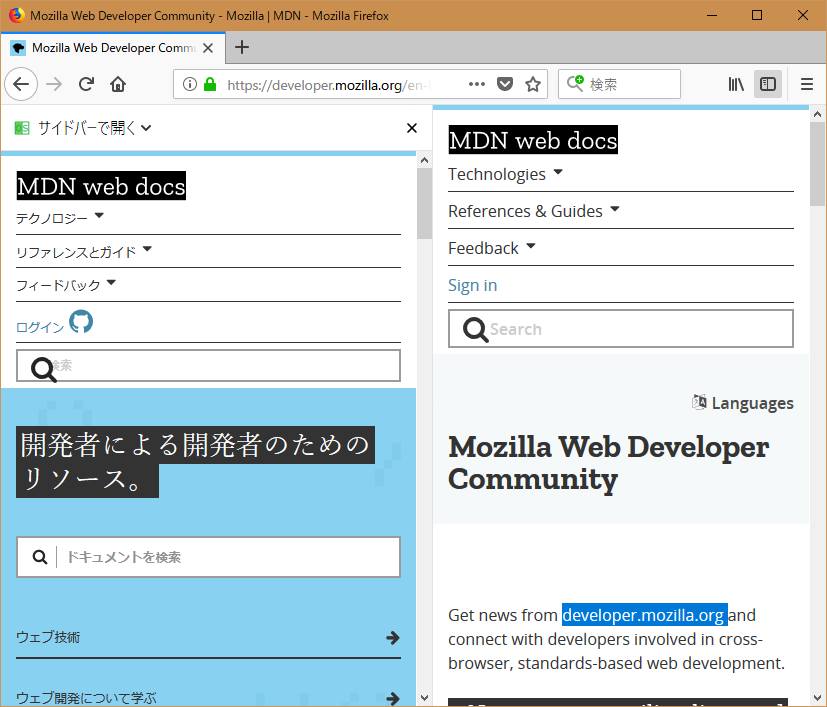 Mozilla Web Developer Community - Mozilla | MDN - Mozilla Firefox
Mozilla Web Developer Comm
https://developer.mozilla.org/en-
検索
サイドバーで開く
MDN web docs
テクノロジー
リファレンスとガイド
フィードバック
ログイン
検索
開発者による開発者のための
リソース。
ドキュメントを検索
ウェブ技術
ウェブ開発について学ぶ
MDN web docs
Technologies
References & Guides
Feedback
Sign in
Search
Languages
Mozilla Web Developer
Community
Get news from developer.mozilla.org and
connect with developers involved in cross-
browser, standards-based web development.